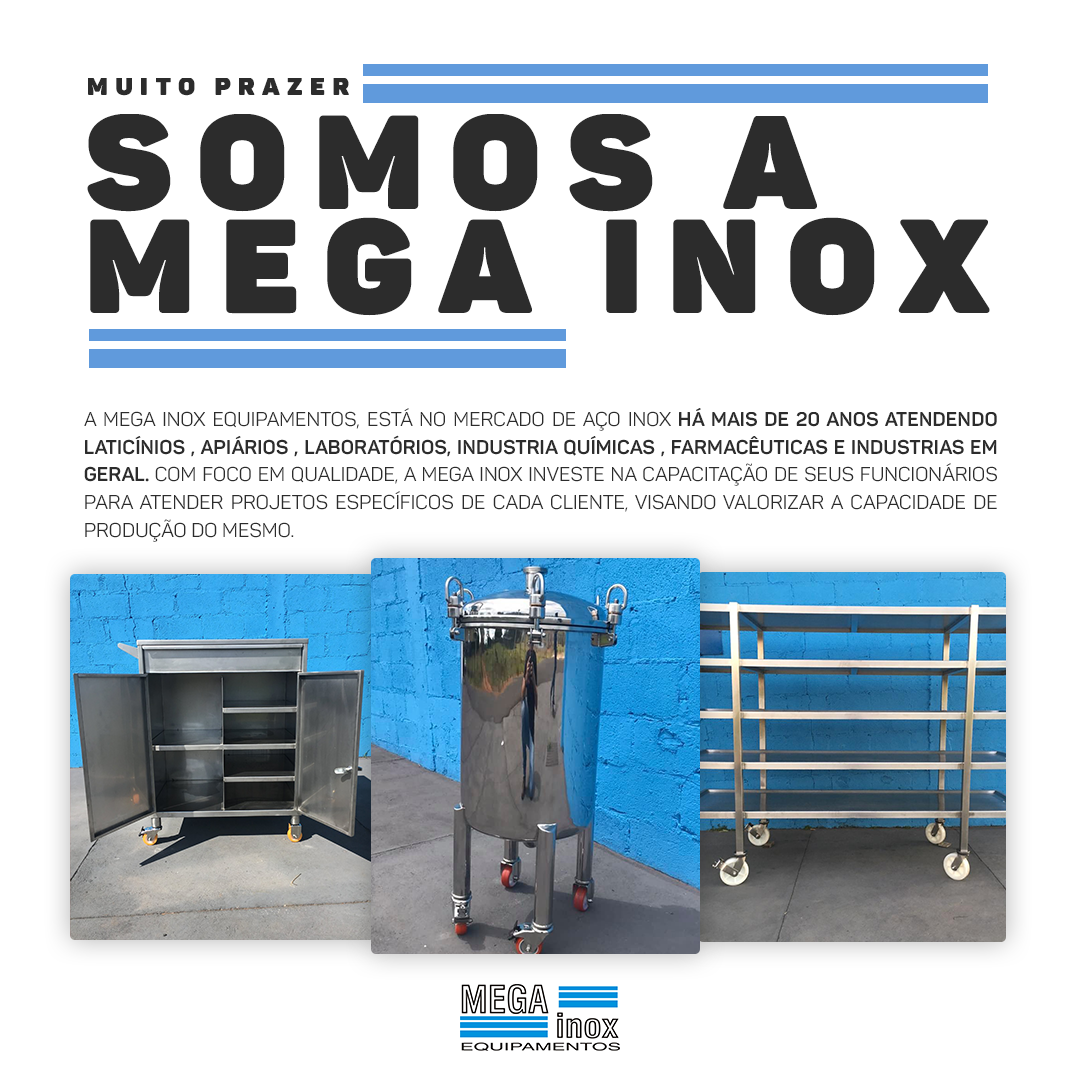 MUITO PRAZER
SOMOS A
MEGA INOX
A MEGA INOX EQUIPAMENTOS, ESTÁ NO MERCADO DE AÇO INOX HÁ MAIS DE 20 ANOS ATENDENDO
LATICÍNIOS , APIÁRIOS , LABORATÓRIOS, INDUSTRIA QUÍMICAS , FARMACÊUTICAS E INDUSTRIAS EM
GERAL. COM FOCO EM QUALIDADE, A MEGA INOX INVESTE NA CAPACITAÇÃO DE SEUS FUNCIONÁRIOS
PARA ATENDER PROJETOS ESPECÍFICOS DE CADA CLIENTE, VISANDO VALORIZAR A CAPACIDADE DE
PRODUÇÃO DO MESMO.
MEGA
inox
EQUIPAMENTOS